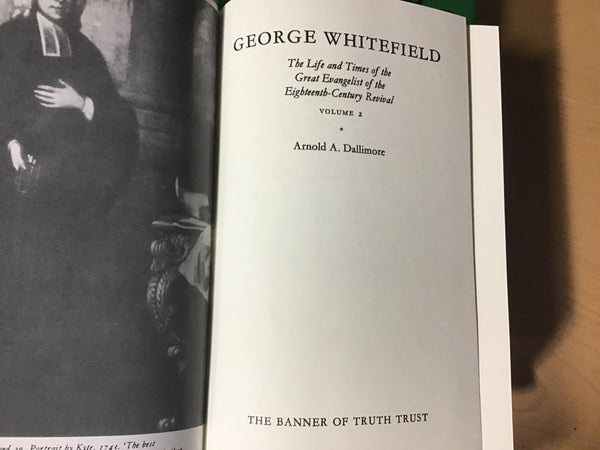 GEORGE WHITEFIELD
The Life and Times of the
Great Evangelist of the
Eighteenth-Century Revival
VOLUME 2
Arnold A. Dallimore
THE BANNER OF TRUTH TRUST
Portrait by Kyte, 1743. 'The best